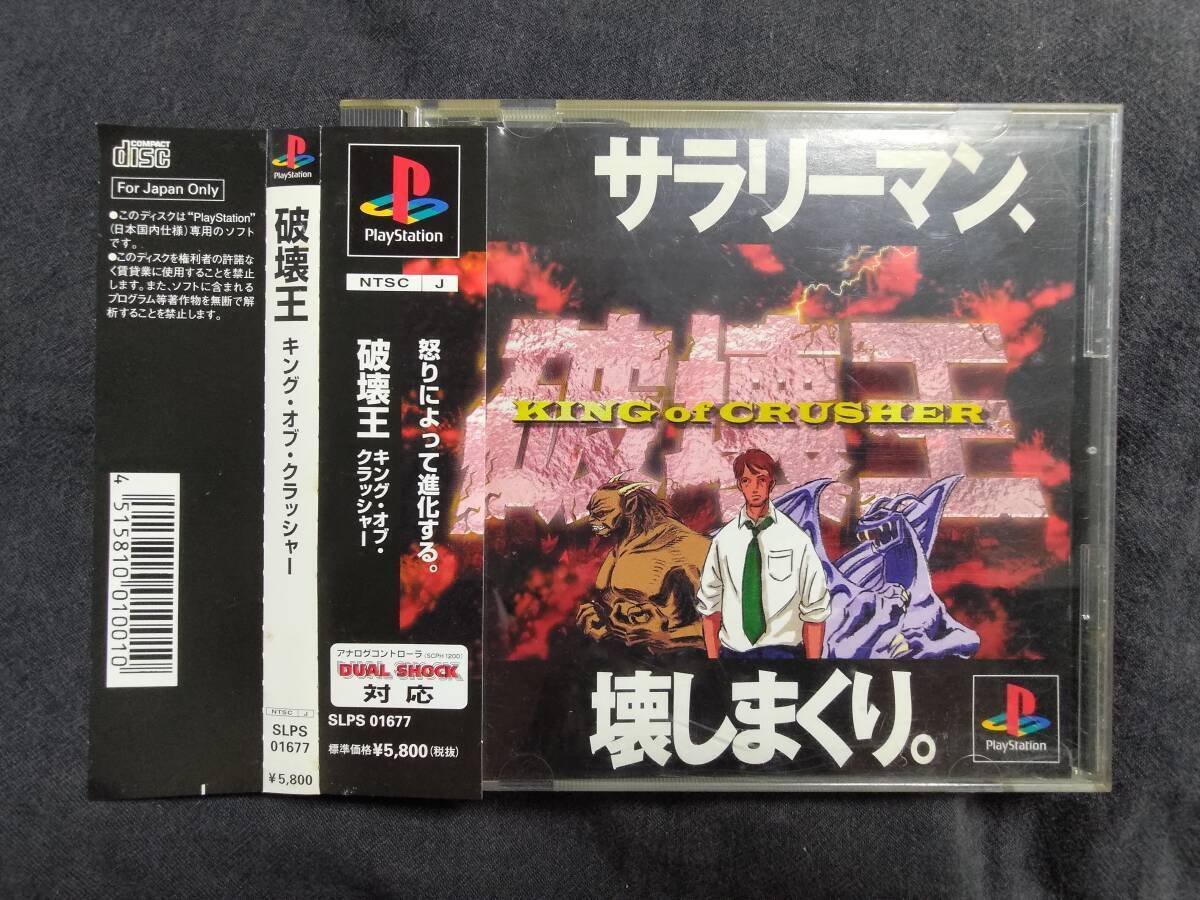 COMPACT
disc
For Japan Only
●このディスクは“PlayStation”
(日本国内仕様)専用のソフト
です。
●このディスクを権利者の許諾な
く賃貸業に使用することを禁止
します。また、ソフトに含まれる
プログラム等著作物を無断で解
析することを禁止します。
4 515810 010010
PlayStation
破壊王
キング・オブ・クラッシャー
NTSC J
SLPS
01677
¥5,800
PlayStation
NTSC J
怒りによって進化する。
破壊王
キング・オブ・
クラッシャー
アナログコントローラ(SCPH1200)
DUAL SHOCK
対応
SLPS 01677
標準価格¥5,800(税抜)
サラリーマン、
破壊王
KING of CRUSHER
壊しまくり。
PlayStation